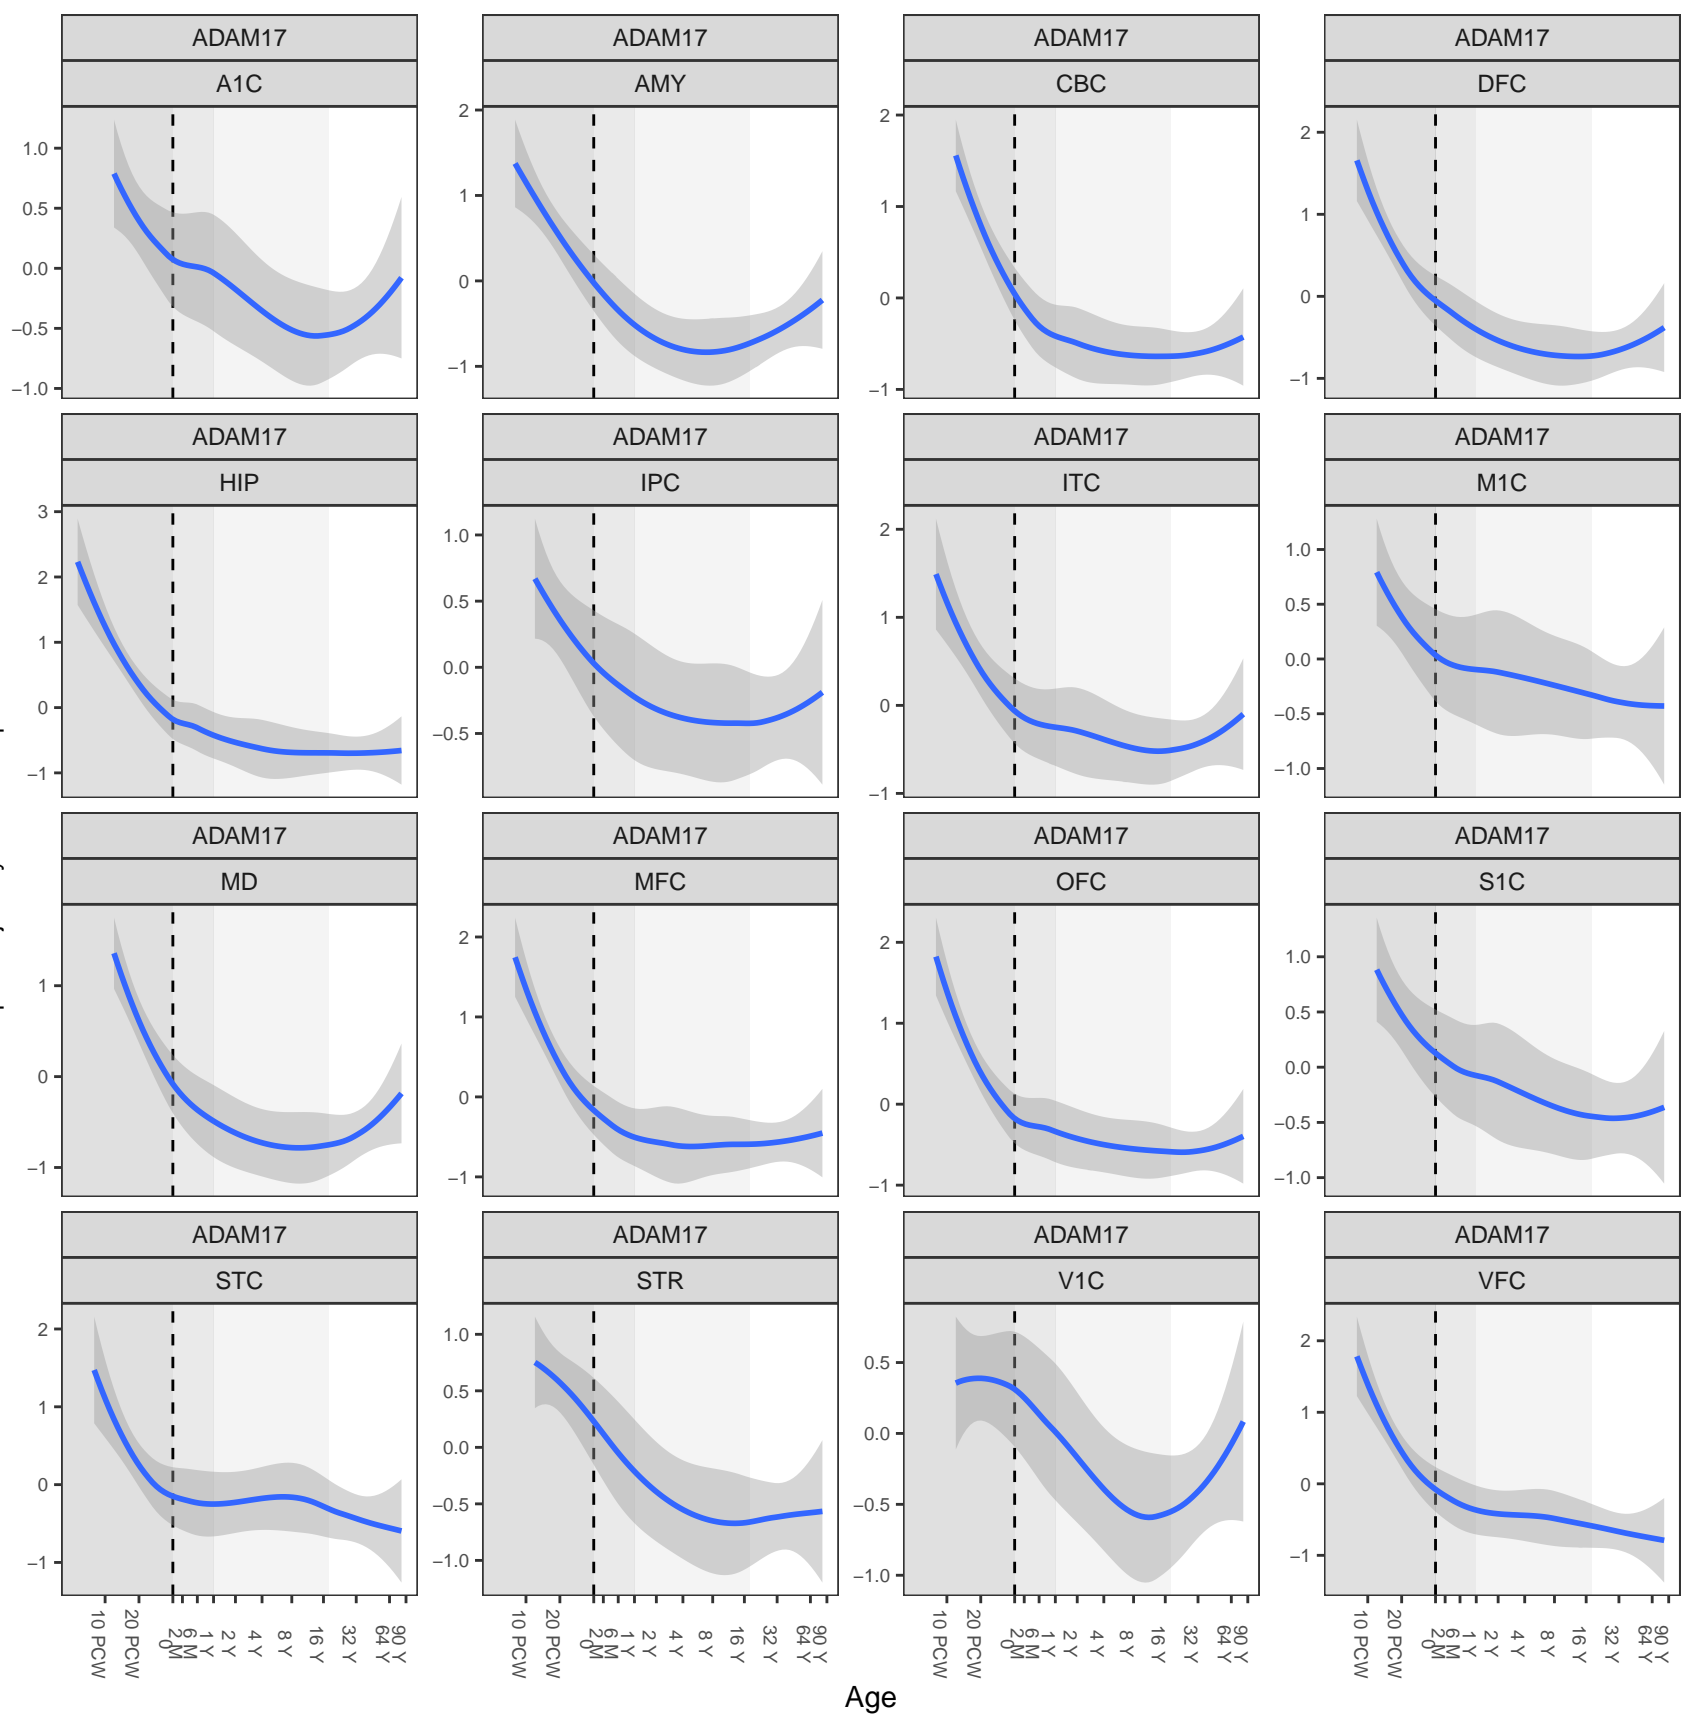 ADAM17 ADAM17 ADAM17 ADAM17
A1C AMY CBC DFC
1.0 0.5 0.0 −0.5 −1.0
2 1 0 −1
2 1 0 −1
2 1 0 −1
ADAM17 ADAM17 ADAM17 ADAM17
HIP IPC ITC M1C
3 2 1 0 −1
1.0 0.5 0.0 −0.5
2 1 0 −1
1.0 0.5 0.0 −0.5 −1.0
ADAM17 ADAM17 ADAM17 ADAM17
MD MFC OFC S1C
1 0 −1
2 1 0 −1
2 1 0 −1
1.0 0.5 0.0 −0.5 −1.0
ADAM17 ADAM17 ADAM17 ADAM17
STC STR V1C VFC
2 1 0 −1
1.0 0.5 0.0 −0.5 −1.0
0.5 0.0 −0.5 −1.0
2 1 0 −1
10 PCW 20 PCW 0 2 M 6 M 1 Y 2 Y 4 Y 8 Y 16 Y 32 Y 64 Y 90 Y
10 PCW 20 PCW 0 2 M 6 M 1 Y 2 Y 4 Y 8 Y 16 Y 32 Y 64 Y 90 Y
10 PCW 20 PCW 0 2 M 6 M 1 Y 2 Y 4 Y 8 Y 16 Y 32 Y 64 Y 90 Y
10 PCW 20 PCW 0 2 M 6 M 1 Y 2 Y 4 Y 8 Y 16 Y 32 Y 64 Y 90 Y
Age